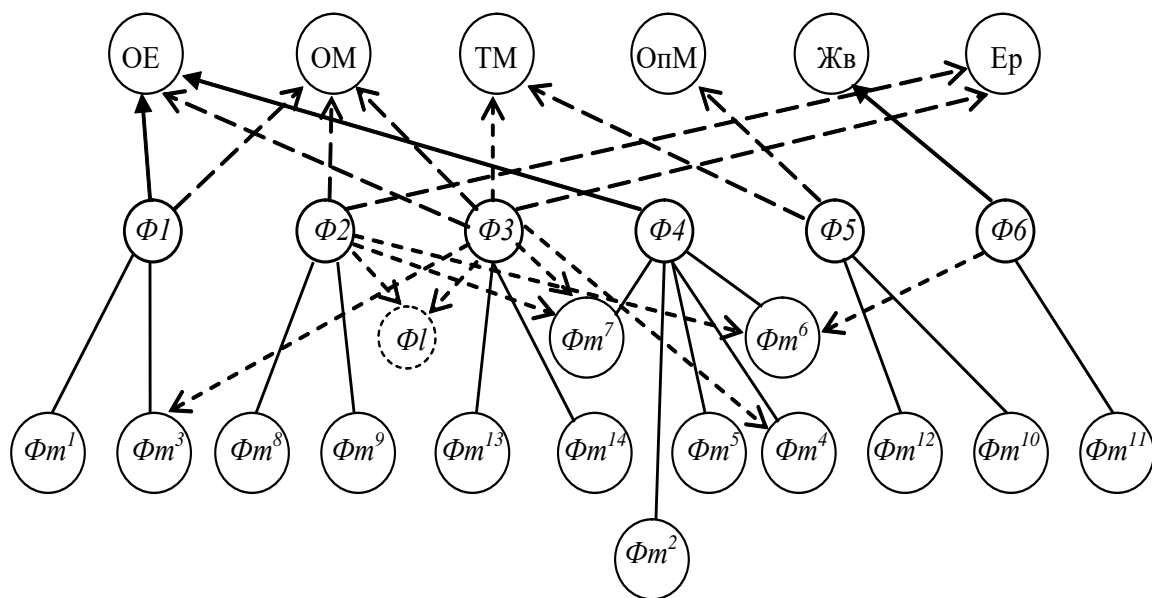 ОЕ ОМ ТМ ОпМ Жв Ер
Ф1 Ф2 Ф3 Ф4 Ф5 Ф6
Фl Фm⁷ Фm⁶
Фm¹ Фm³ Фm⁸ Фm⁹ Фm¹³ Фm¹⁴ Фm⁵ Фm⁴ Фm¹² Фm¹⁰ Фm¹¹
Фm²